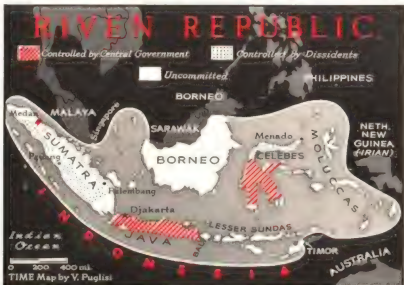 RIVEN REPUBLIC
Controlled by Central Government
Controlled by Dissidents
Uncommitted
PHILIPPINES
BORNEO
Medan
MALAYA
Singapore
SARAWAK
Menado
NETH.
NEW
GUINEA
(IRIAN)
SUMATRA
Padang
BORNEO
CELEBES
MOLUCCAS
Palembang
Djakarta
JAVA
BALI
LESSER SUNDAS
TIMOR
AUSTRALIA
Indian
Ocean
INDONESIA
0 200 400 mi.
TIME Map by V. Puglisi